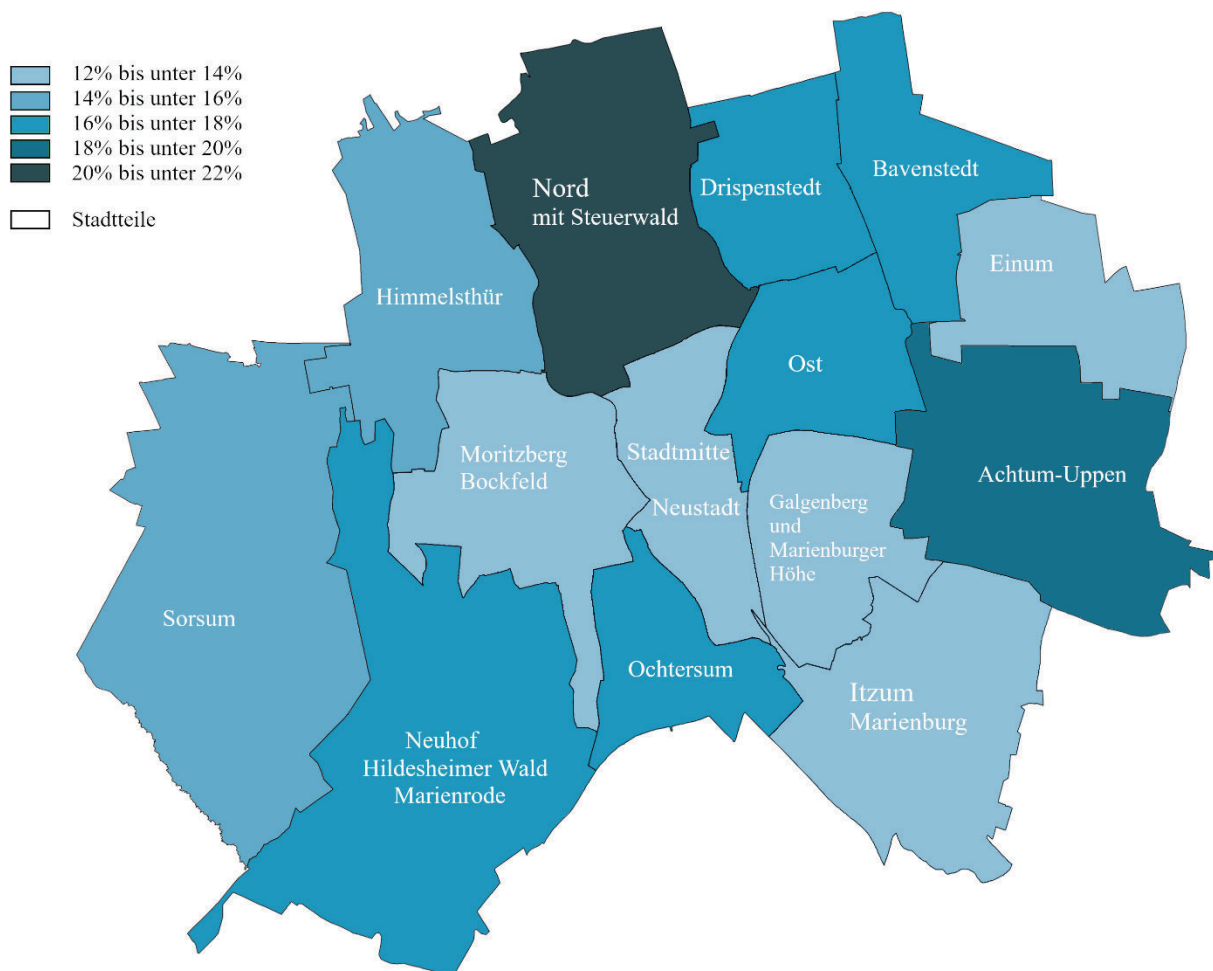 12% bis unter 14%
14% bis unter 16%
16% bis unter 18%
18% bis unter 20%
20% bis unter 22%
Stadtteile
Nord
mit Steuerwald
Drispenstedt
Bavenstedt
Einum
Himmelsthür
Ost
Moritzberg
Bockfeld
Stadtmitte
Neustadt
Galgenberg
und
Marienburger
Höhe
Achtum-Uppen
Sorsum
Ochtersum
Itzum
Marienburg
Neuhof
Hildesheimer Wald
Marienrode